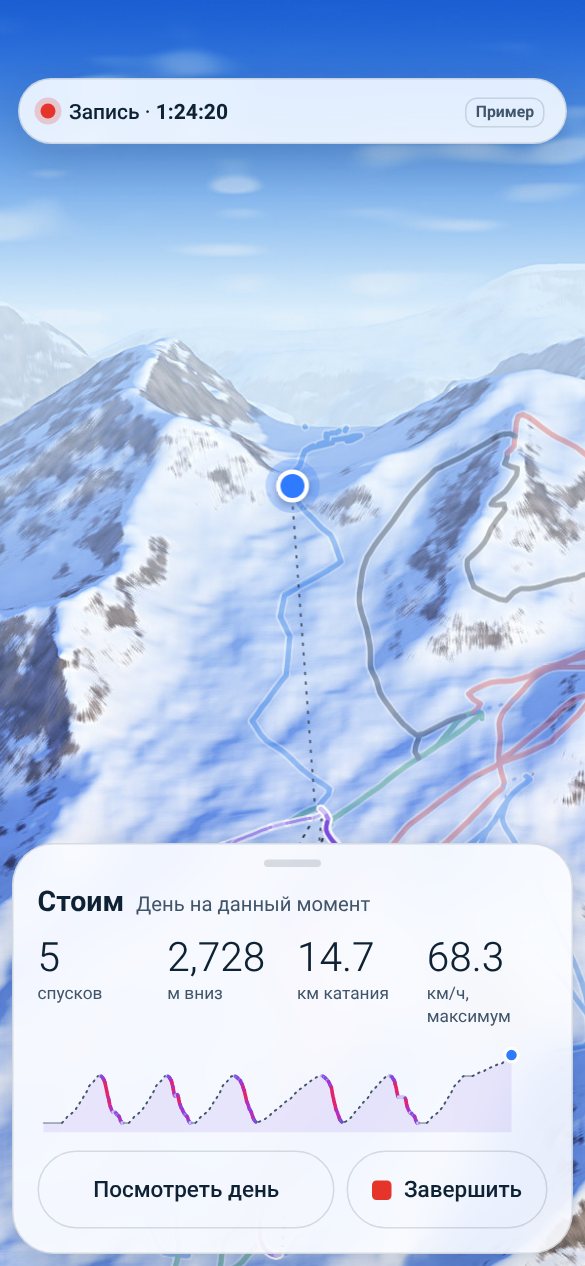 Запись · 1:24:20
Пример
Стоим День на данный момент
5 2,728 14.7 68.3
спусков м вниз км катания км/ч,
максимум
Посмотреть день Завершить